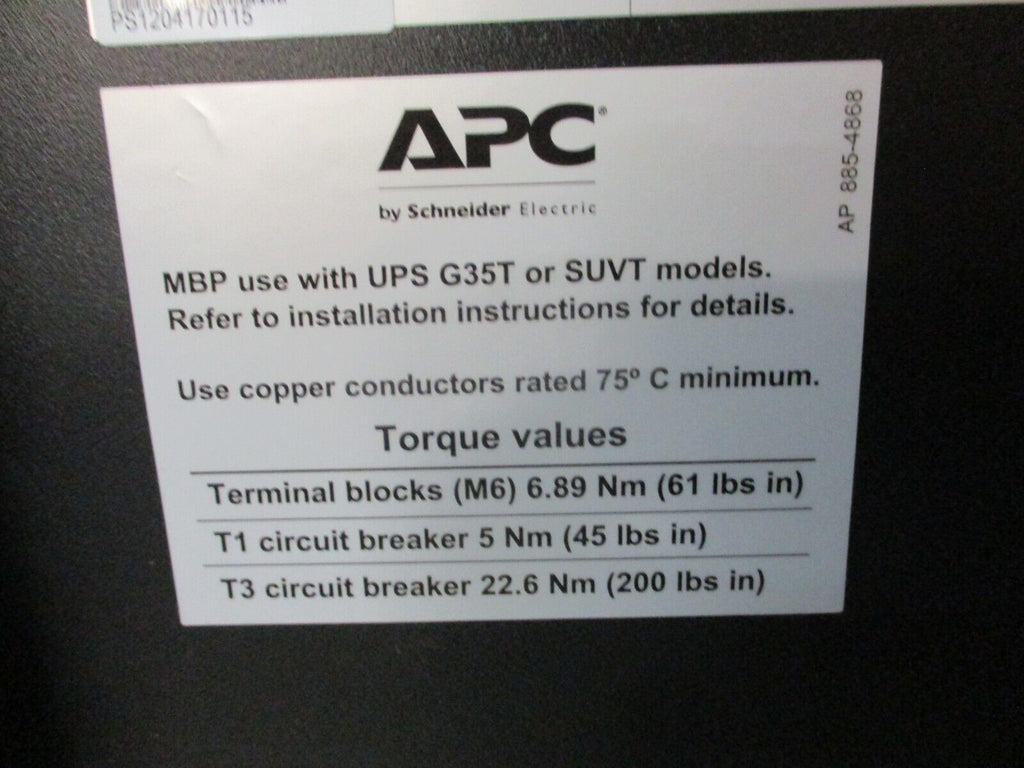 PS1204170115
APC®
by Schneider Electric
AP 885-4868
MBP use with UPS G35T or SUVT models.
Refer to installation instructions for details.
Use copper conductors rated 75º C minimum.
Torque values
Terminal blocks (M6) 6.89 Nm (61 lbs in)
T1 circuit breaker 5 Nm (45 lbs in)
T3 circuit breaker 22.6 Nm (200 lbs in)